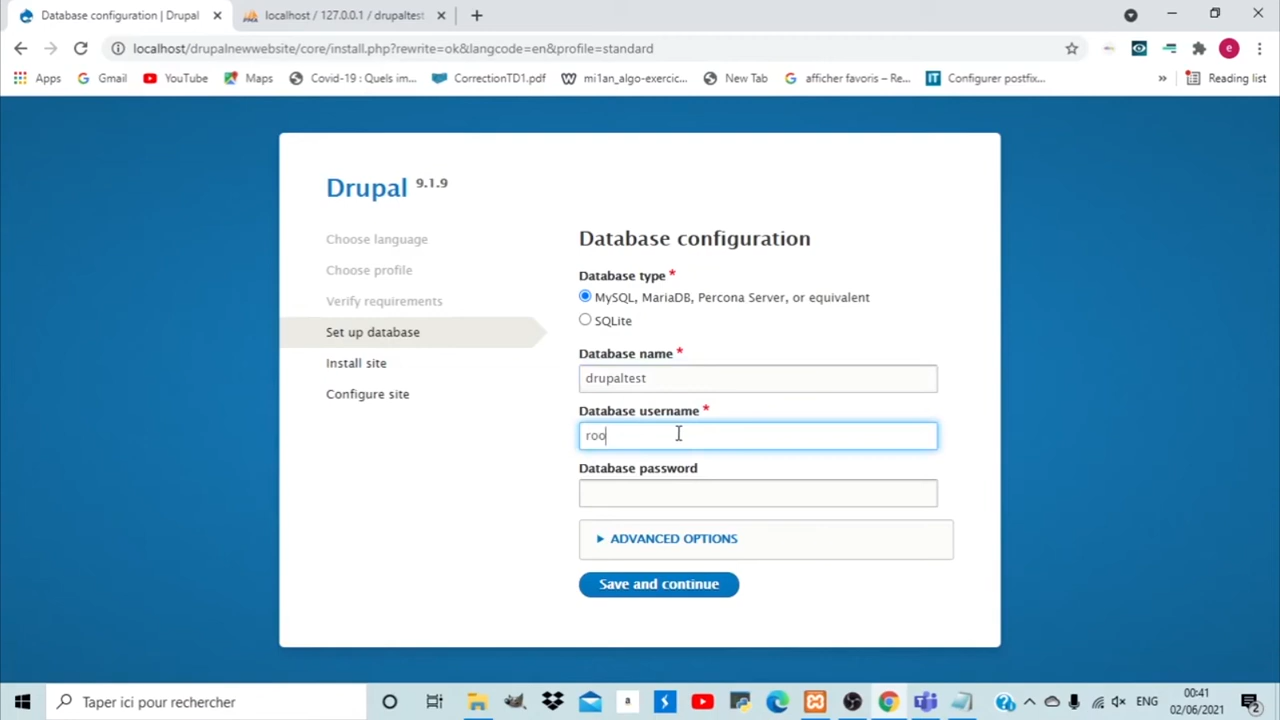 Database configuration | Drupal
localhost / 127.0.0.1 / drupaltest
localhost/drupalnewwebsite/core/install.php?rewrite=ok&langcode=en&profile=standard
e
Apps Gmail YouTube Maps Covid-19 : Quels im... CorrectionTD1.pdf mi1an_algo-exercic... New Tab afficher favoris – Re... IT Configurer postfix... » Reading list
Drupal 9.1.9
Choose language
Choose profile
Verify requirements
Set up database
Install site
Configure site
Database configuration
Database type *
MySQL, MariaDB, Percona Server, or equivalent
SQLite
Database name *
drupaltest
Database username *
roo
Database password
ADVANCED OPTIONS
Save and continue
Taper ici pour rechercher
a
ENG
00:41
02/06/2021
2